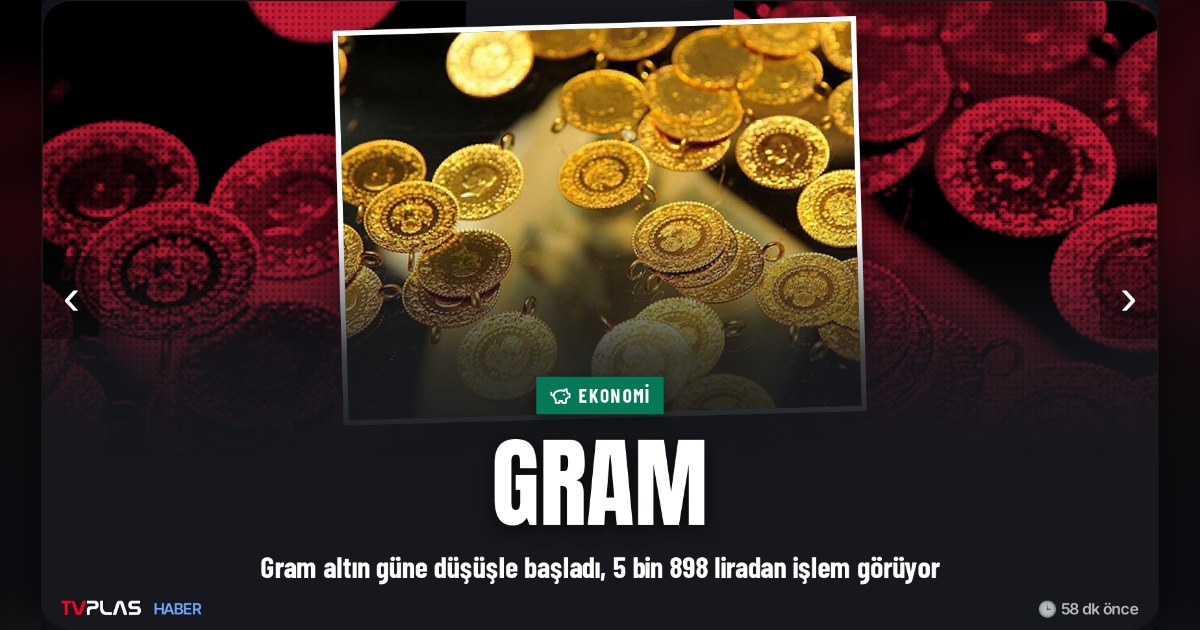 EKONOMİ
GRAM
Gram altın güne düşüşle başladı, 5 bin 898 liradan işlem görüyor
TVPLAS HABER
58 dk önce